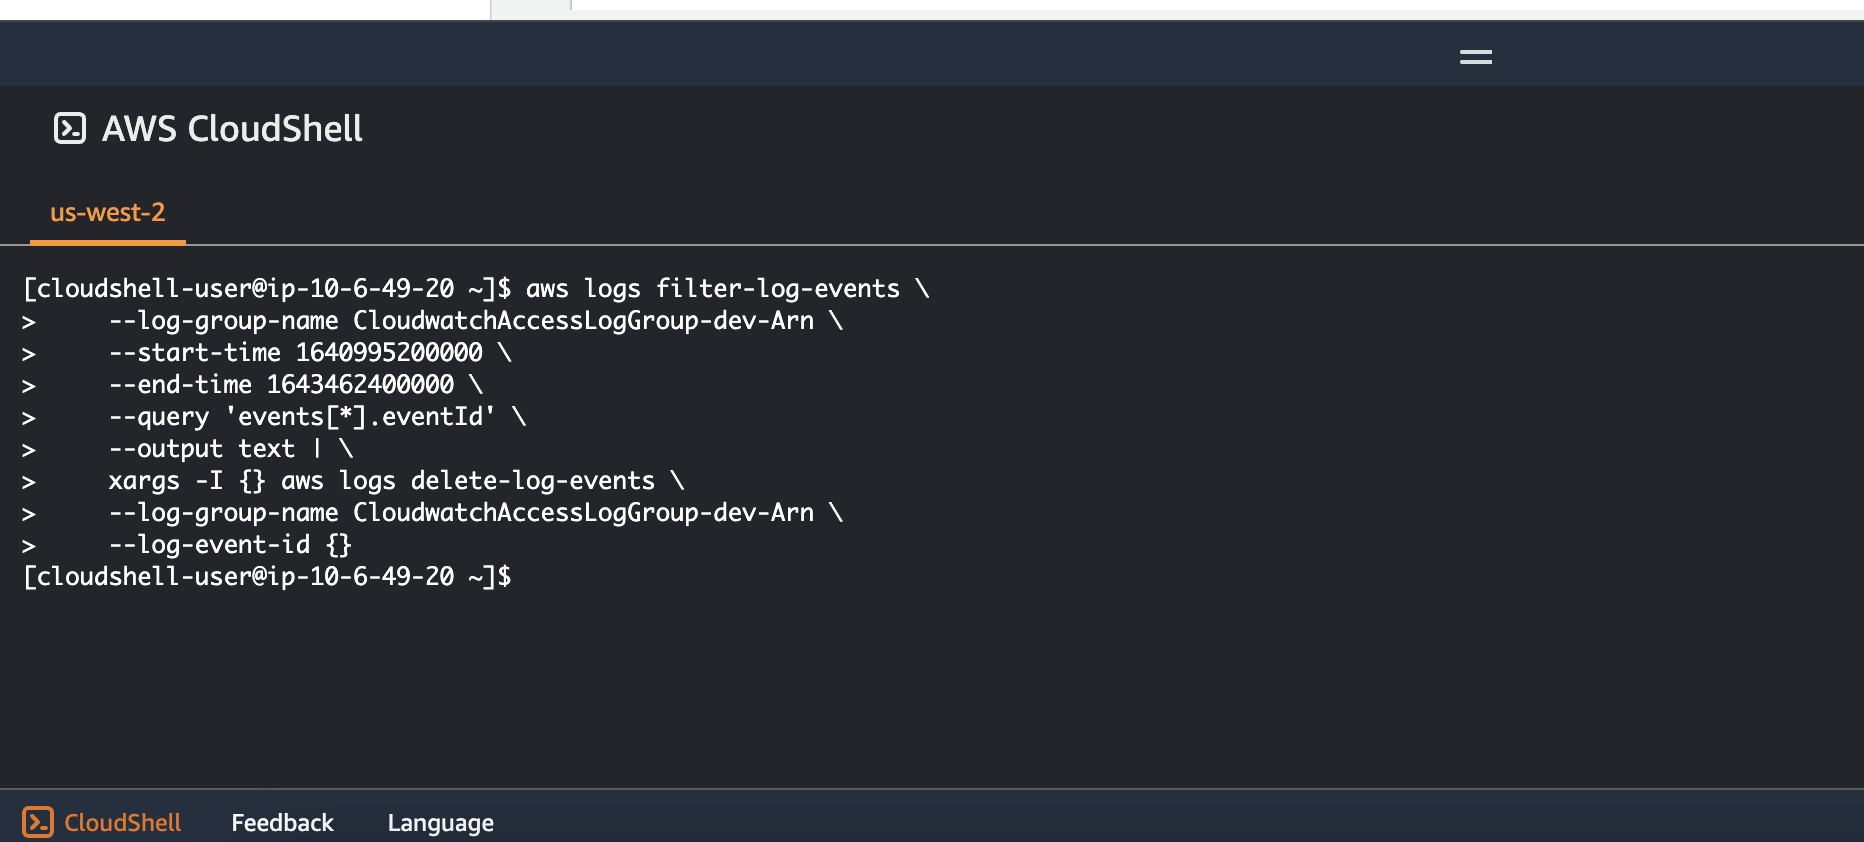 AWS CloudShell
us-west-2
[cloudshell-user@ip-10-6-49-20 ~]$ aws logs filter-log-events \
>     --log-group-name CloudwatchAccessLogGroup-dev-Arn \
>     --start-time 1640995200000 \
>     --end-time 1643462400000 \
>     --query 'events[*].eventId' \
>     --output text | \
>     xargs -I {} aws logs delete-log-events \
>     --log-group-name CloudwatchAccessLogGroup-dev-Arn \
>     --log-event-id {}
[cloudshell-user@ip-10-6-49-20 ~]$
CloudShell Feedback Language